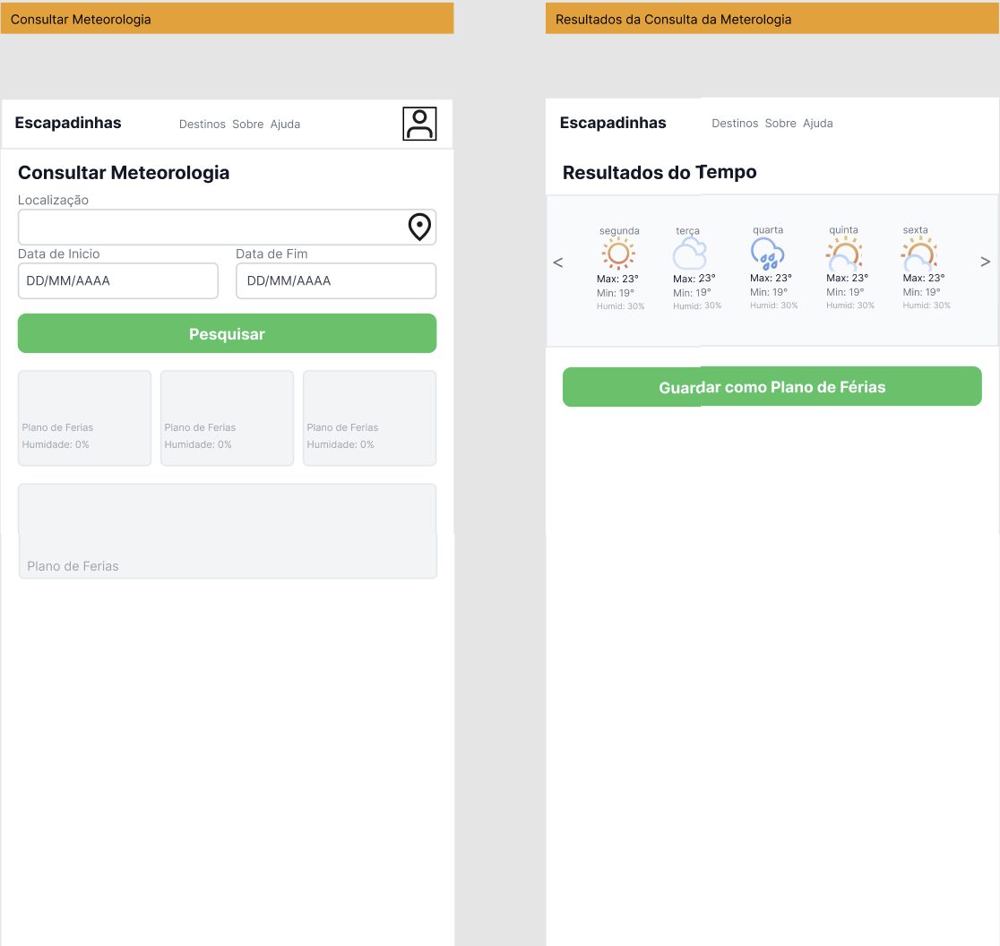 Consultar Meteorologia
Escapadinhas
Destinos Sobre Ajuda
Consultar Meteorologia
Localização
Data de Inicio Data de Fim
DD/MM/AAAA DD/MM/AAAA
Pesquisar
Plano de Ferias Plano de Ferias Plano de Ferias
Humidade: 0% Humidade: 0% Humidade: 0%
Plano de Ferias
Resultados da Consulta da Meterologia
Escapadinhas
Destinos Sobre Ajuda
Resultados do Tempo
segunda terça quarta quinta sexta
< >
Max: 23° Max: 23° Max: 23° Max: 23° Max: 23°
Min: 19° Min: 19° Min: 19° Min: 19° Min: 19°
Humid: 30% Humid: 30% Humid: 30% Humid: 30% Humid: 30%
Guardar como Plano de Férias